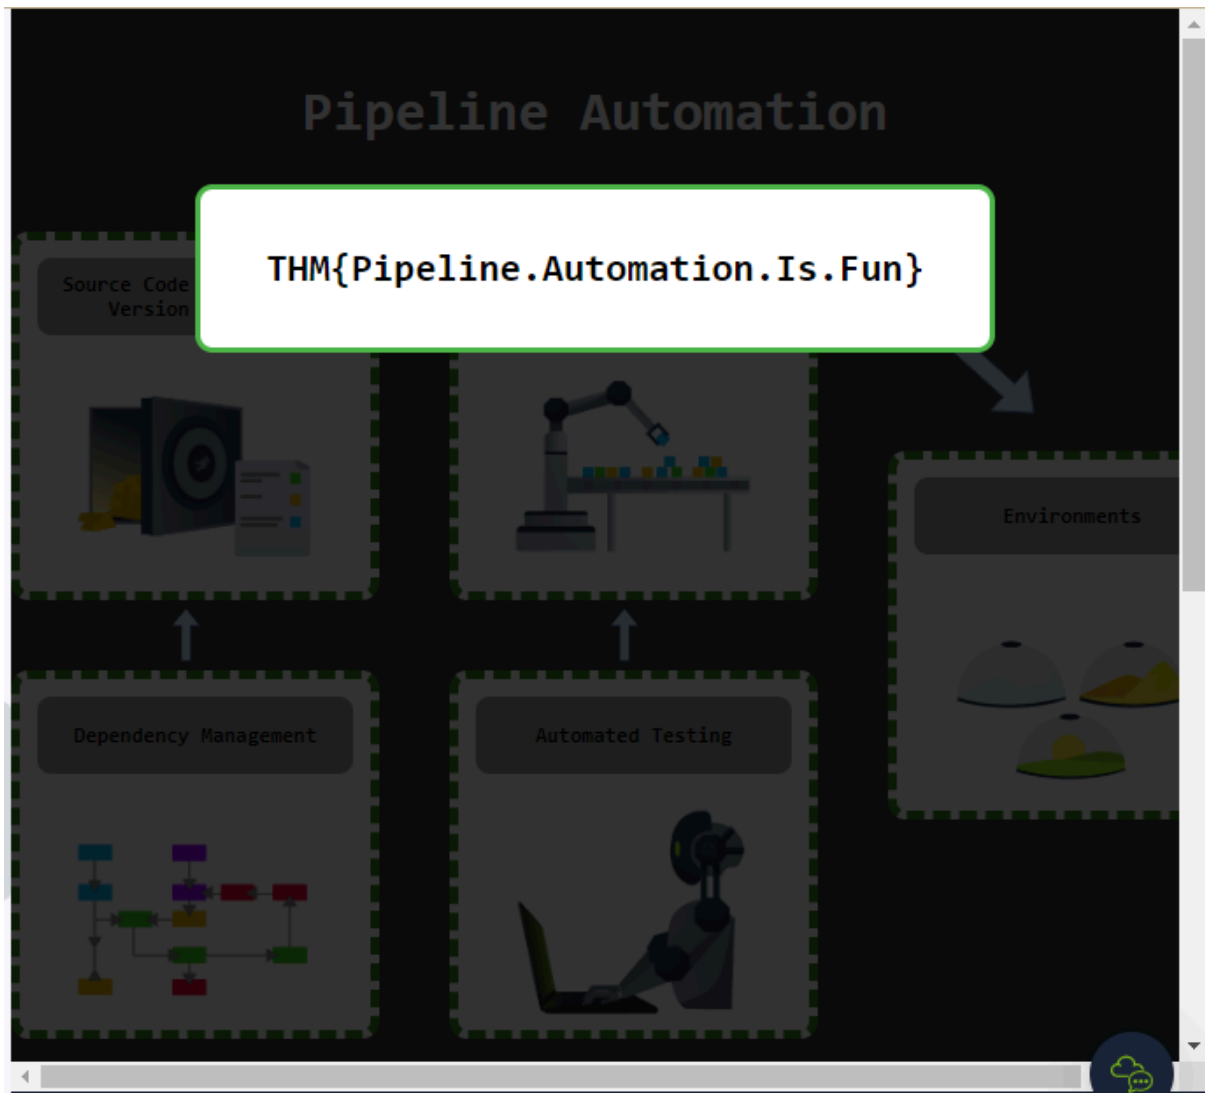 Pipeline Automation
THM{Pipeline.Automation.Is.Fun}
Source Code
Version
Environments
Dependency Management
Automated Testing